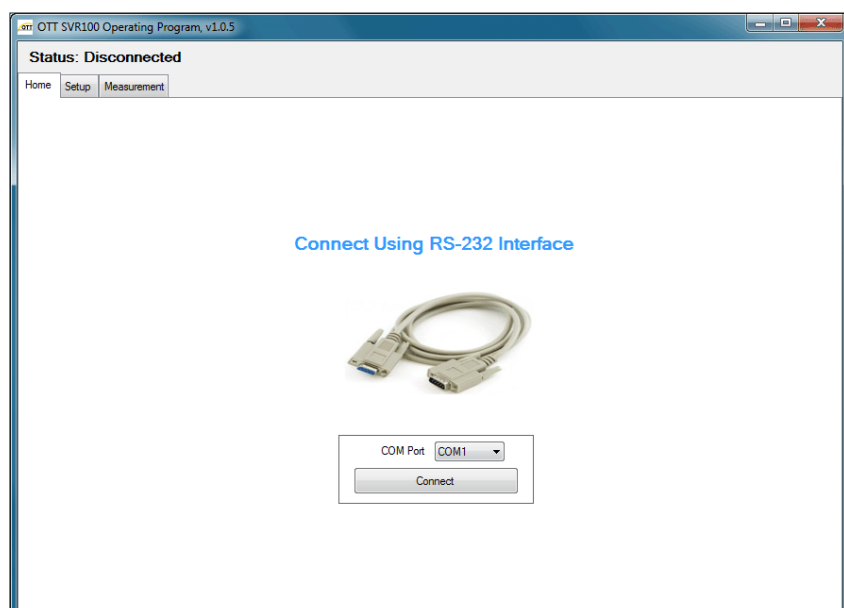 OTT OTT SVR100 Operating Program, v1.0.5
Status: Disconnected
Home Setup Measurement
Connect Using RS-232 Interface
COM Port COM1
Connect